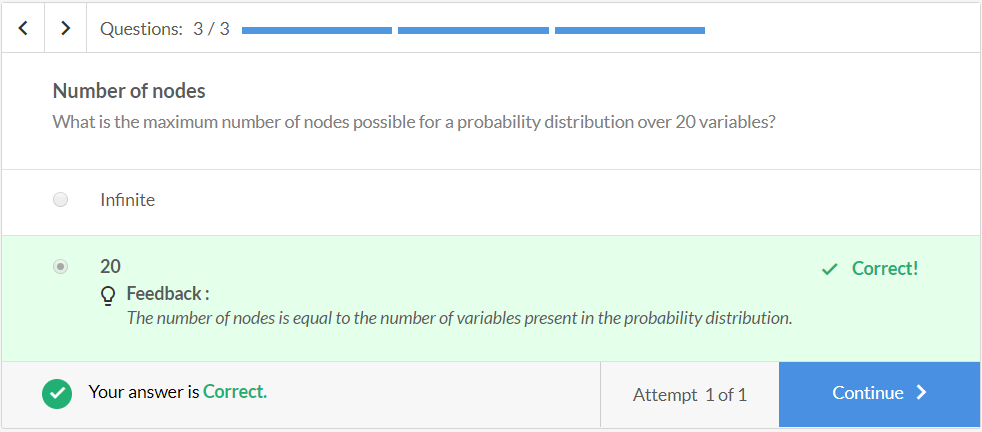 Questions: 3 / 3
Number of nodes
What is the maximum number of nodes possible for a probability distribution over 20 variables?
Infinite
20
Correct!
Feedback :
The number of nodes is equal to the number of variables present in the probability distribution.
Your answer is Correct.
Attempt 1 of 1
Continue